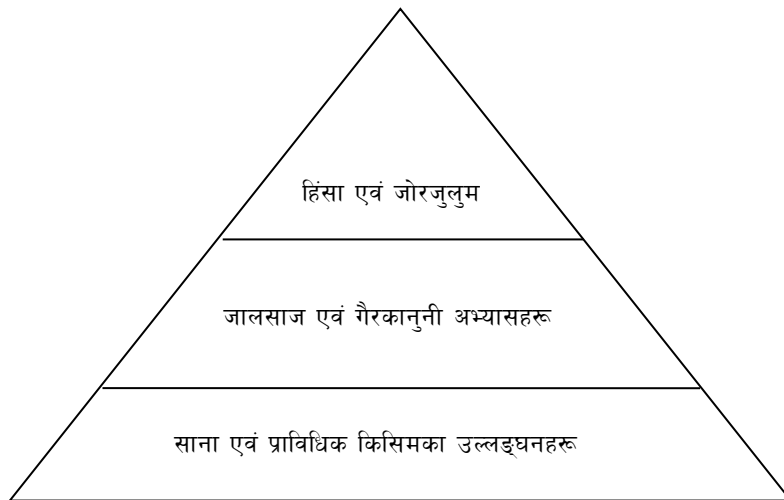 हिंसा एवं जोरजुलुम
जालसाज एवं गैरकानुनी अभ्यासहरू
साना एवं प्राविधिक किसिमका उल्लङ्घनहरू